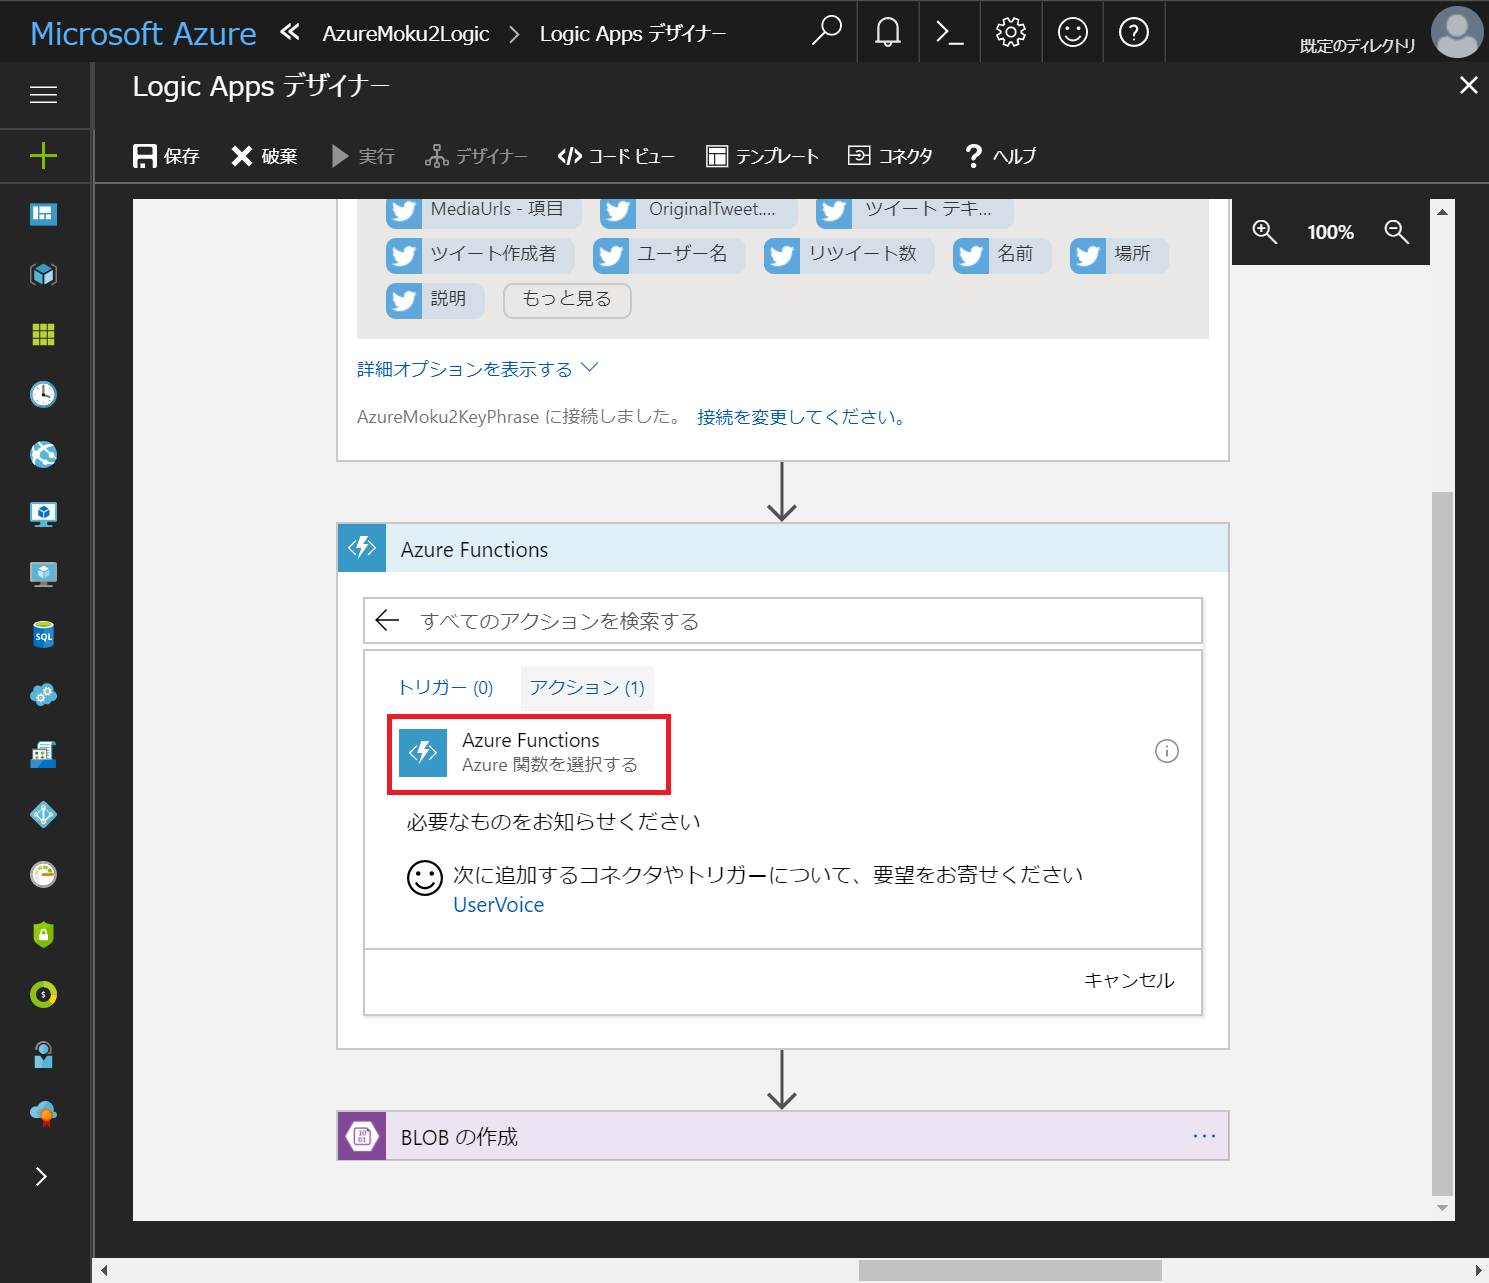 Microsoft Azure « AzureMoku2Logic > Logic Apps デザイナー
既定のディレクトリ
Logic Apps デザイナー
保存 破棄 実行 デザイナー コード ビュー テンプレート コネクタ ? ヘルプ
100%
MediaUrls - 項目 OriginalTweet.... ツイート テキ...
ツイート作成者 ユーザー名 リツイート数 名前 場所
説明 もっと見る
詳細オプションを表示する
AzureMoku2KeyPhrase に接続しました。 接続を変更してください。
Azure Functions
すべてのアクションを検索する
トリガー (0) アクション (1)
Azure Functions
Azure 関数を選択する
必要なものをお知らせください
次に追加するコネクタやトリガーについて、要望をお寄せください
UserVoice
キャンセル
BLOB の作成 ...
SQL